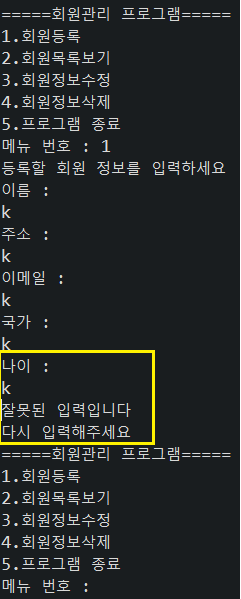 =====회원관리 프로그램=====
1.회원등록
2.회원목록보기
3.회원정보수정
4.회원정보삭제
5.프로그램 종료
메뉴 번호 : 1
등록할 회원 정보를 입력하세요
이름 :
k
주소 :
k
이메일 :
k
국가 :
k
나이 :
k
잘못된 입력입니다
다시 입력해주세요
=====회원관리 프로그램=====
1.회원등록
2.회원목록보기
3.회원정보수정
4.회원정보삭제
5.프로그램 종료
메뉴 번호 :